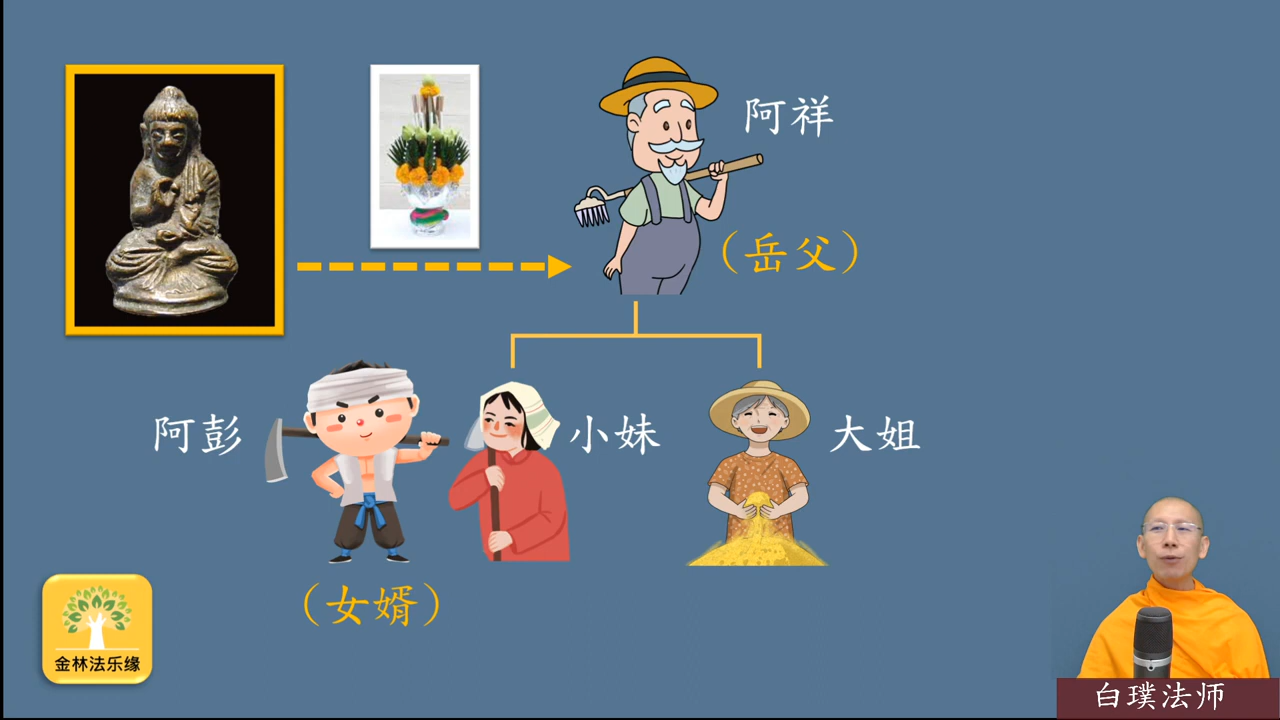 阿祥
（岳父）
阿彭
小妹
大姐
（女婿）
金林法乐缘
白璞法师